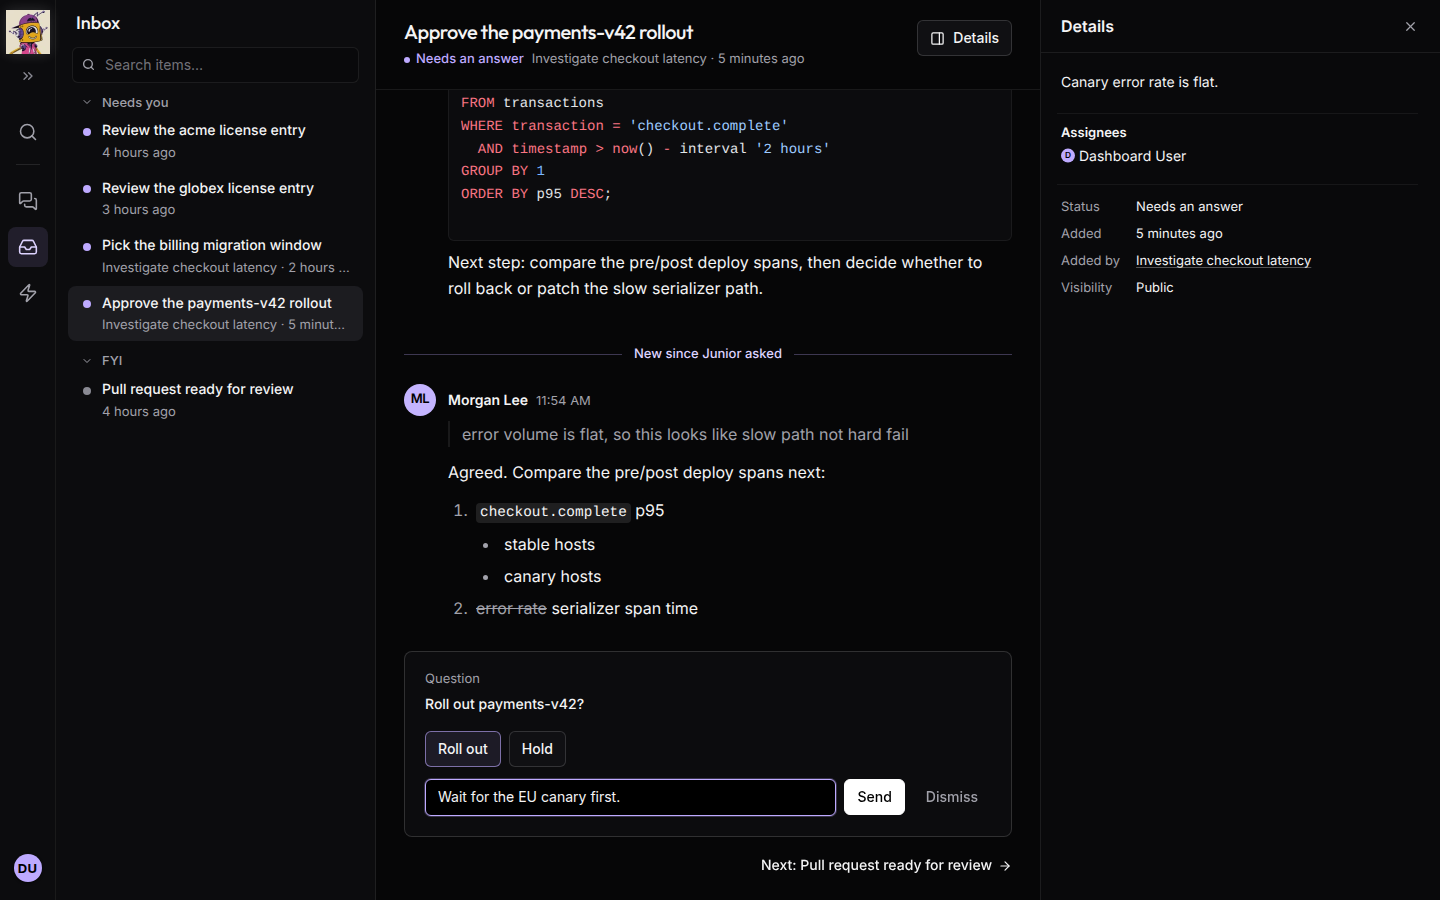 Inbox
Search items...
Needs you
Review the acme license entry
4 hours ago
Review the globex license entry
3 hours ago
Pick the billing migration window
Investigate checkout latency · 2 hours ...
Approve the payments-v42 rollout
Investigate checkout latency · 5 minut...
FYI
Pull request ready for review
4 hours ago
DU
Approve the payments-v42 rollout
Needs an answer Investigate checkout latency · 5 minutes ago
Details
FROM transactions
WHERE transaction = 'checkout.complete'
AND timestamp > now() - interval '2 hours'
GROUP BY 1
ORDER BY p95 DESC;
Next step: compare the pre/post deploy spans, then decide whether to
roll back or patch the slow serializer path.
New since Junior asked
ML Morgan Lee 11:54 AM
error volume is flat, so this looks like slow path not hard fail
Agreed. Compare the pre/post deploy spans next:
1. checkout.complete p95
• stable hosts
• canary hosts
2. error rate serializer span time
Question
Roll out payments-v42?
Roll out Hold
Wait for the EU canary first.
Send Dismiss
Next: Pull request ready for review →
Details
Canary error rate is flat.
Assignees
D Dashboard User
Status Needs an answer
Added 5 minutes ago
Added by Investigate checkout latency
Visibility Public